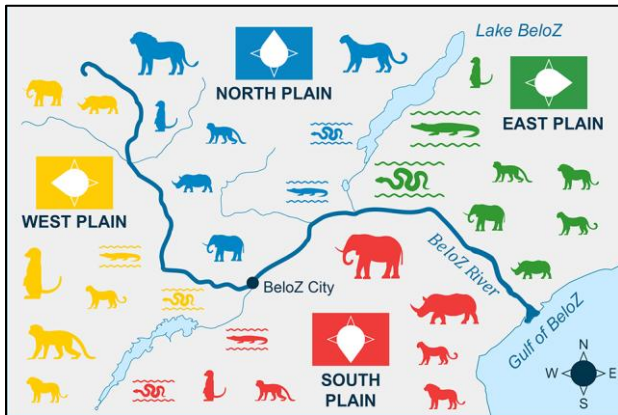 Lake BeloZ
NORTH PLAIN
EAST PLAIN
WEST PLAIN
BeloZ River
BeloZ City
Gulf of BeloZ
SOUTH PLAIN
N
W E
S